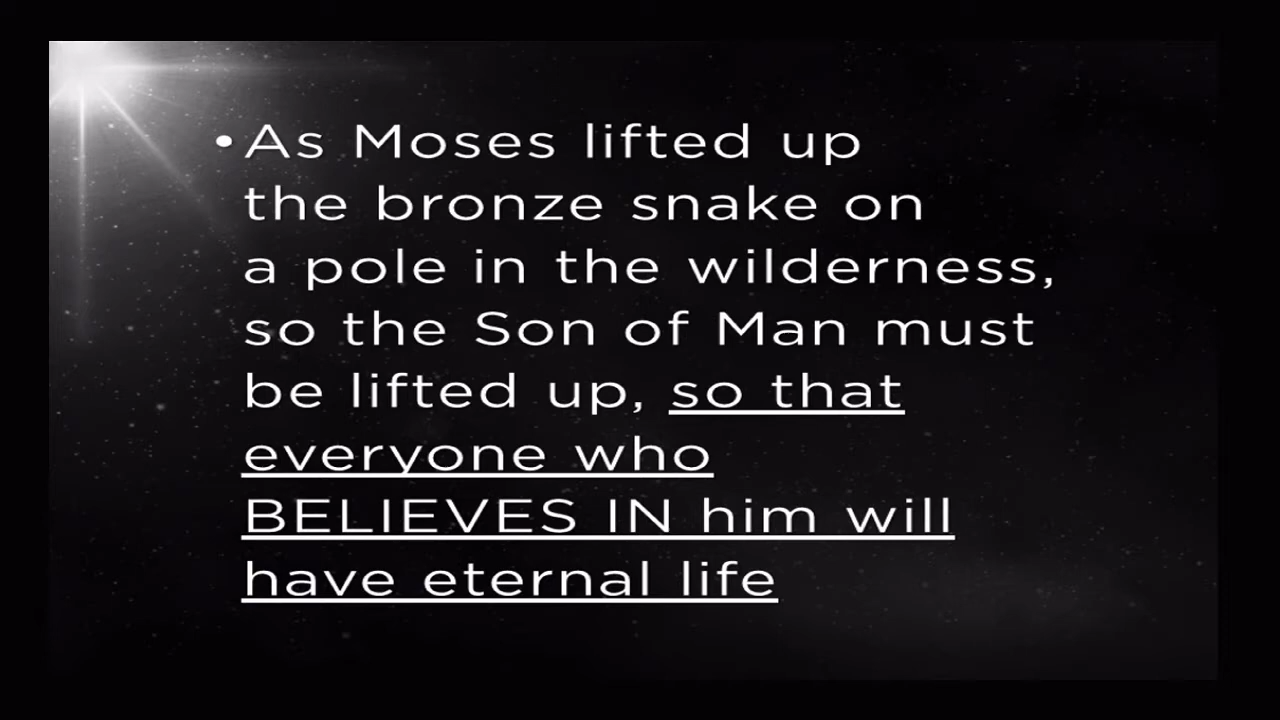 •As Moses lifted up
the bronze snake on
a pole in the wilderness,
so the Son of Man must
be lifted up, so that
everyone who
BELIEVES IN him will
have eternal life